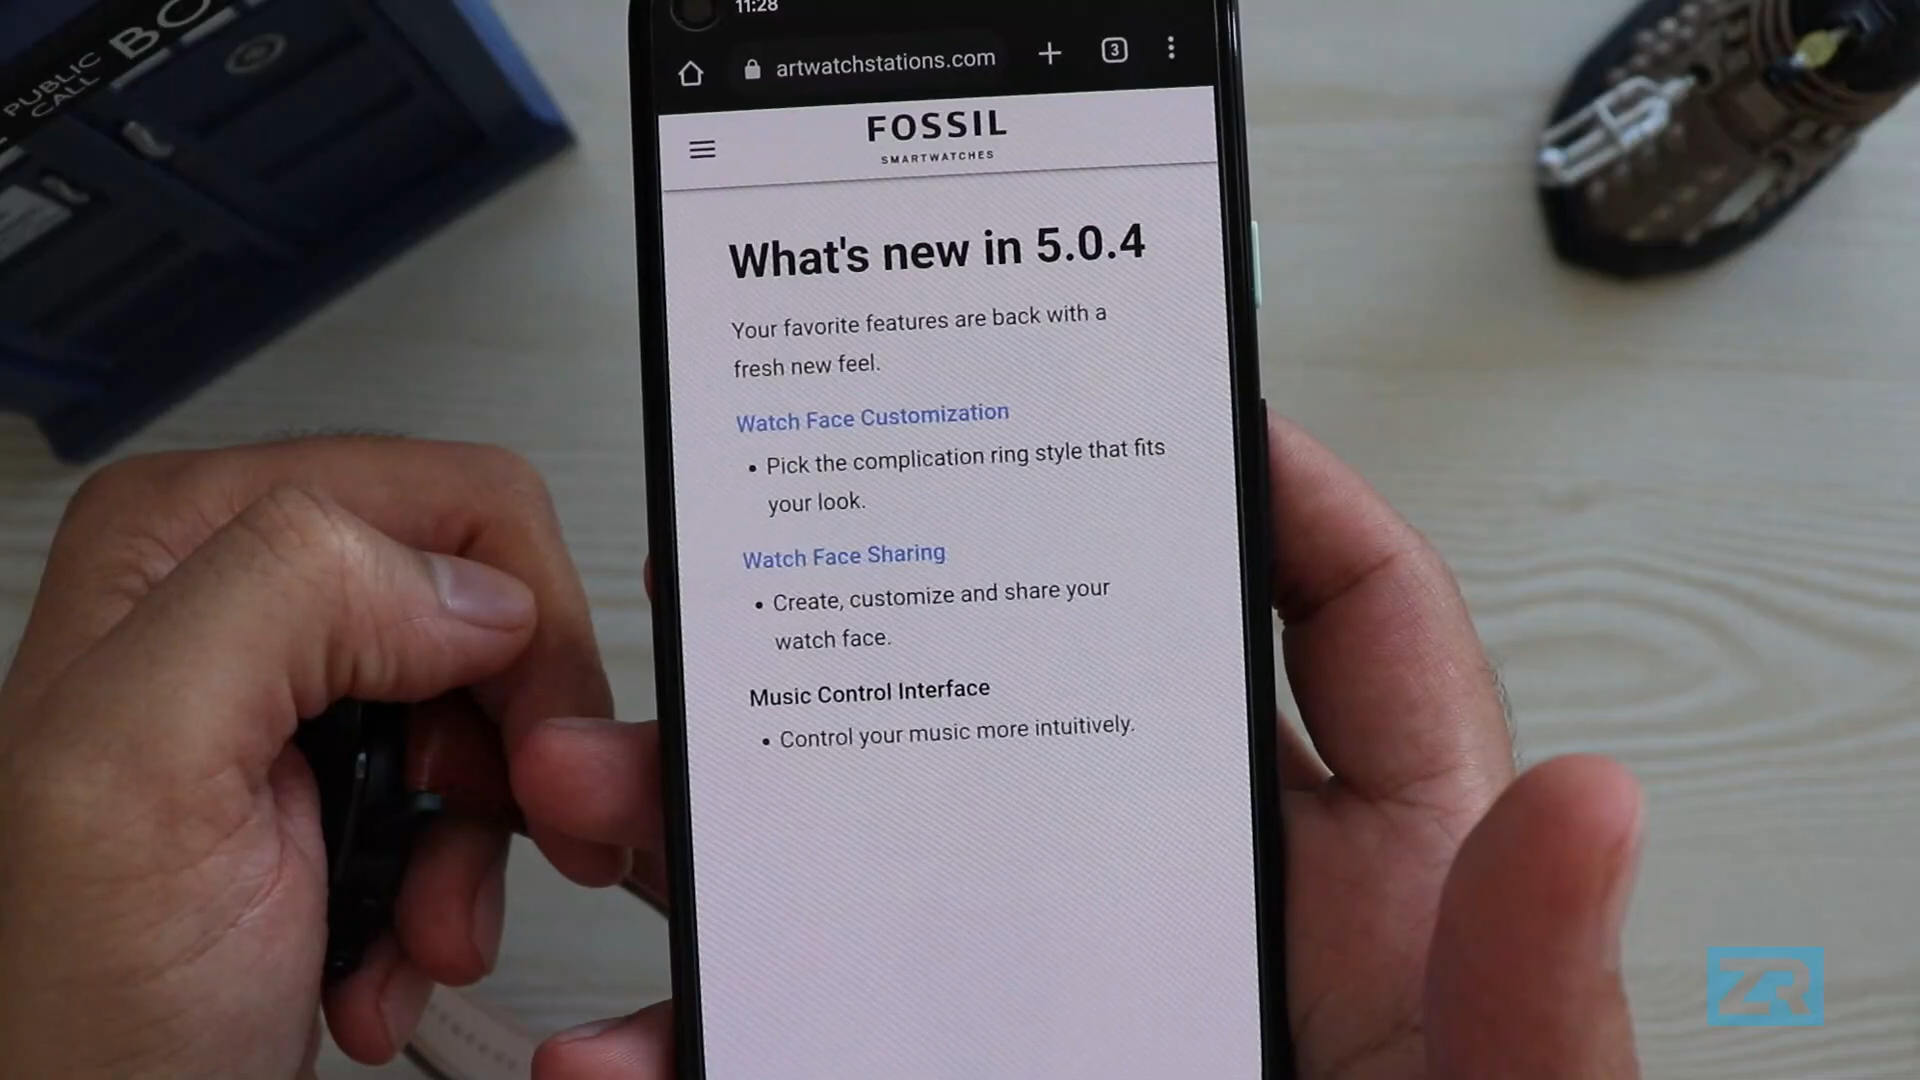 PUBLIC
CALL
BO
11:28
artwatchstations.com
3
FOSSIL
SMARTWATCHES
What's new in 5.0.4
Your favorite features are back with a
fresh new feel.
Watch Face Customization
• Pick the complication ring style that fits
your look.
Watch Face Sharing
• Create, customize and share your
watch face.
Music Control Interface
• Control your music more intuitively.
ZR